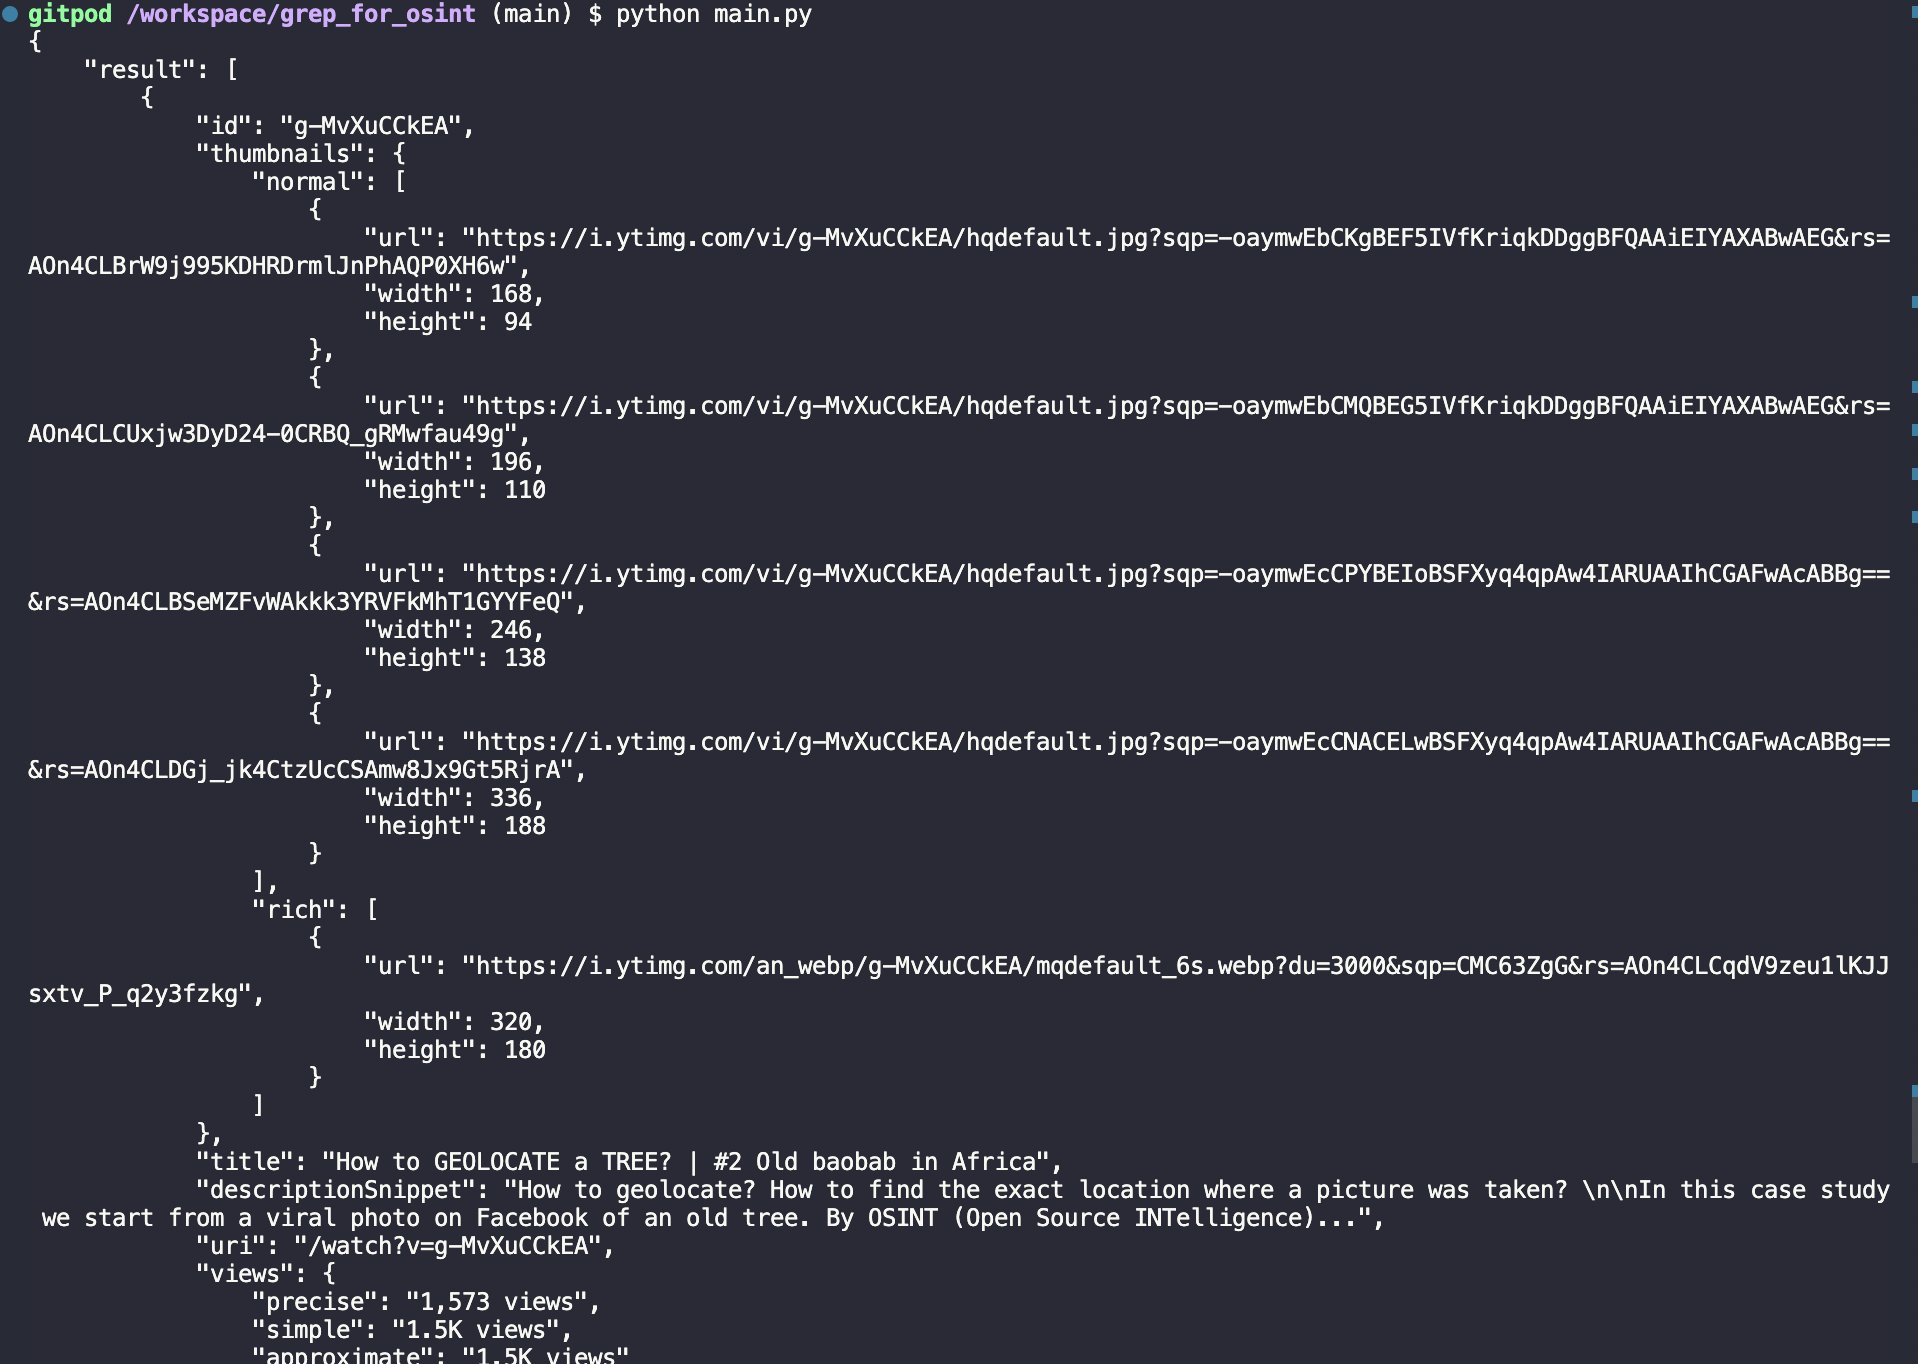 gitpod /workspace/grep_for_osint (main) $ python main.py
{
    "result": [
        {
            "id": "g-MvXuCCkEA",
            "thumbnails": {
                "normal": [
                    {
                        "url": "https://i.ytimg.com/vi/g-MvXuCCkEA/hqdefault.jpg?sqp=-oaymwEbCKgBEF5IVfKriqkDDggBFQAAiEIYAXABwAEG&rs=
AOn4CLBrW9j995KDHRDrmlJnPhAQP0XH6w",
                        "width": 168,
                        "height": 94
                    },
                    {
                        "url": "https://i.ytimg.com/vi/g-MvXuCCkEA/hqdefault.jpg?sqp=-oaymwEbCMQBEG5IVfKriqkDDggBFQAAiEIYAXABwAEG&rs=
AOn4CLCUxjw3DyD24-0CRBQ_gRMwfau49g",
                        "width": 196,
                        "height": 110
                    },
                    {
                        "url": "https://i.ytimg.com/vi/g-MvXuCCkEA/hqdefault.jpg?sqp=-oaymwEcCPYBEIoBSFXyq4qpAw4IARUAAIhCGAFwAcABBg==
&rs=AOn4CLBSeMZFvWAkkk3YRVFkMhT1GYYFeQ",
                        "width": 246,
                        "height": 138
                    },
                    {
                        "url": "https://i.ytimg.com/vi/g-MvXuCCkEA/hqdefault.jpg?sqp=-oaymwEcCNACELwBSFXyq4qpAw4IARUAAIhCGAFwAcABBg==
&rs=AOn4CLDGj_jk4CtzUcCSAmw8Jx9Gt5RjrA",
                        "width": 336,
                        "height": 188
                    }
                ],
                "rich": [
                    {
                        "url": "https://i.ytimg.com/an_webp/g-MvXuCCkEA/mqdefault_6s.webp?du=3000&sqp=CMC63ZgG&rs=AOn4CLCqdV9zeu1lKJJ
sxtv_P_q2y3fzkg",
                        "width": 320,
                        "height": 180
                    }
                ]
            },
            "title": "How to GEOLOCATE a TREE? | #2 Old baobab in Africa",
            "descriptionSnippet": "How to geolocate? How to find the exact location where a picture was taken? \n\nIn this case study
 we start from a viral photo on Facebook of an old tree. By OSINT (Open Source INTelligence)...",
            "uri": "/watch?v=g-MvXuCCkEA",
            "views": {
                "precise": "1,573 views",
                "simple": "1.5K views",
                "approximate": "1.5K views"